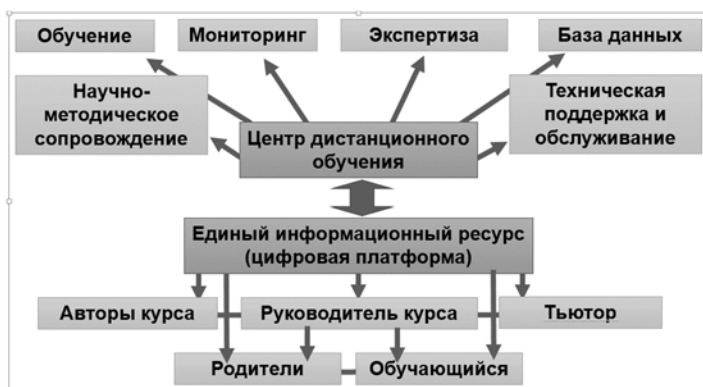 Обучение
Мониторинг
Экспертиза
База данных
Научно-
методическое
сопровождение
Техническая
поддержка и
обслуживание
Центр дистанционного
обучения
Единый информационный ресурс
(цифровая платформа)
Авторы курса
Руководитель курса
Тьютор
Родители
Обучающийся